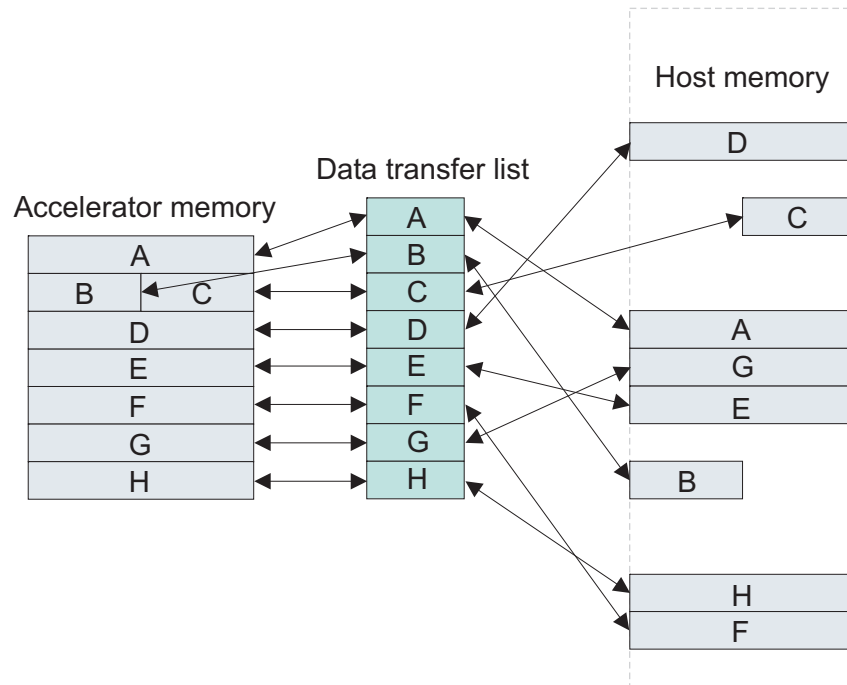 Host memory
D
Data transfer list
C
Accelerator memory
A
B
C
D
E
F
G
H
A
B C
D
E
F
G
H
A
G
E
B
H
F